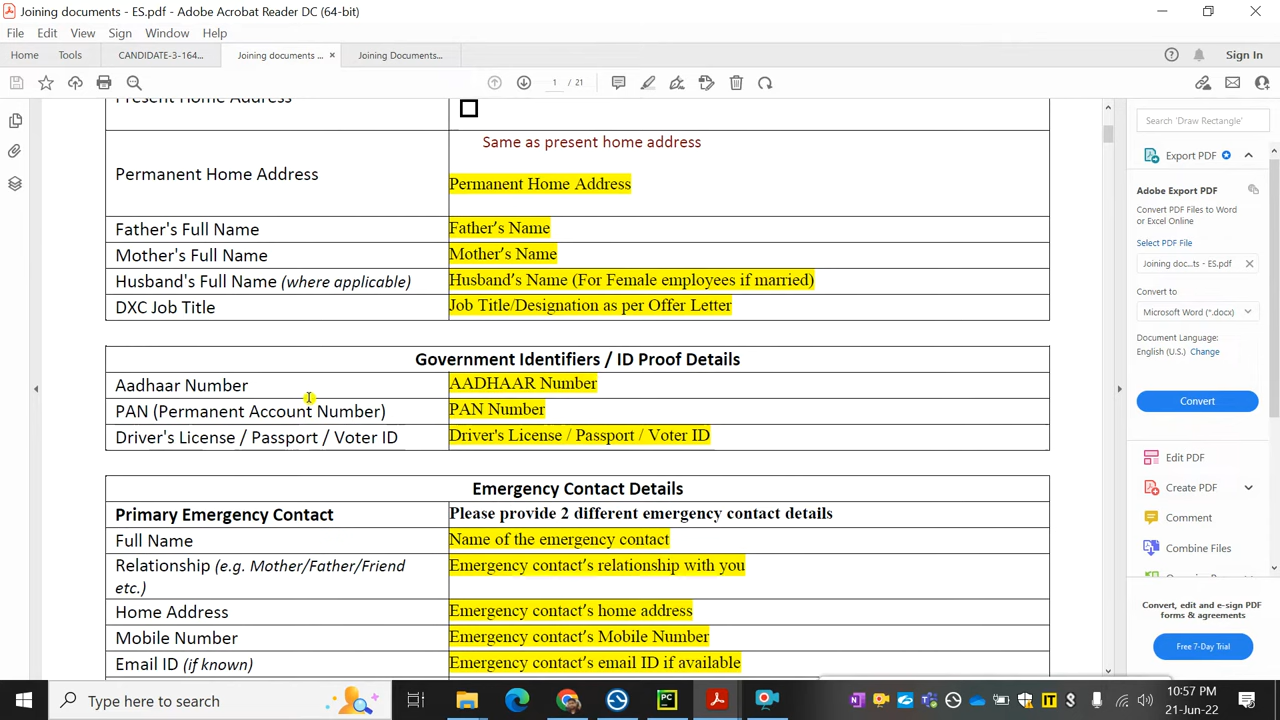 Joining documents - ES.pdf - Adobe Acrobat Reader DC (64-bit)
File Edit View Sign Window Help
Home Tools CANDIDATE-3-164... Joining documents ... × Joining Documents... Sign In
1 / 21
Present Home Address
Search 'Draw Rectangle'
Same as present home address
Permanent Home Address
Permanent Home Address
Father's Full Name Father's Name
Mother's Full Name Mother's Name
Husband's Full Name (where applicable) Husband's Name (For Female employees if married)
DXC Job Title Job Title/Designation as per Offer Letter
Government Identifiers / ID Proof Details
Aadhaar Number AADHAAR Number
PAN (Permanent Account Number) PAN Number
Driver's License / Passport / Voter ID Driver's License / Passport / Voter ID
Emergency Contact Details
Primary Emergency Contact Please provide 2 different emergency contact details
Full Name Name of the emergency contact
Relationship (e.g. Mother/Father/Friend Emergency contact's relationship with you
etc.)
Home Address Emergency contact's home address
Mobile Number Emergency contact's Mobile Number
Email ID (if known) Emergency contact's email ID if available
Export PDF
Adobe Export PDF
Convert PDF Files to Word
or Excel Online
Select PDF File
Joining doc...ts - ES.pdf ×
Convert to
Microsoft Word (*.docx)
Document Language:
English (U.S.) Change
Convert
Edit PDF
Create PDF
Comment
Combine Files
Convert, edit and e-sign PDF
forms & agreements
Free 7-Day Trial
Type here to search
10:57 PM
21-Jun-22